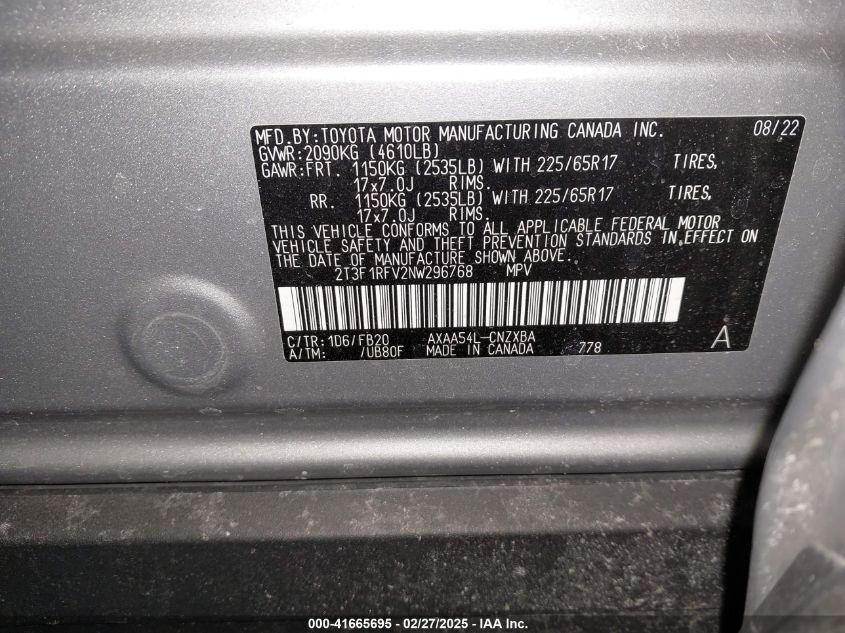 MFD.BY:TOYOTA MOTOR MANUFACTURING CANADA INC. 08/22
GVWR:2090KG (4610LB)
GAWR:FRT. 1150KG (2535LB) WITH 225/65R17 TIRES,
17x7.0J RIMS.
RR. 1150KG (2535LB) WITH 225/65R17 TIRES,
17x7.0J RIMS.
THIS VEHICLE CONFORMS TO ALL APPLICABLE FEDERAL MOTOR
VEHICLE SAFETY AND THEFT PREVENTION STANDARDS IN EFFECT ON
THE DATE OF MANUFACTURE SHOWN ABOVE.
2T3F1RFV2NW296768 MPV
C/TR:1D6/FB20 AXAA54L-CNZXBA
A/TM: /UB80F MADE IN CANADA 778 A
000-41665695 - 02/27/2025 - IAA Inc.